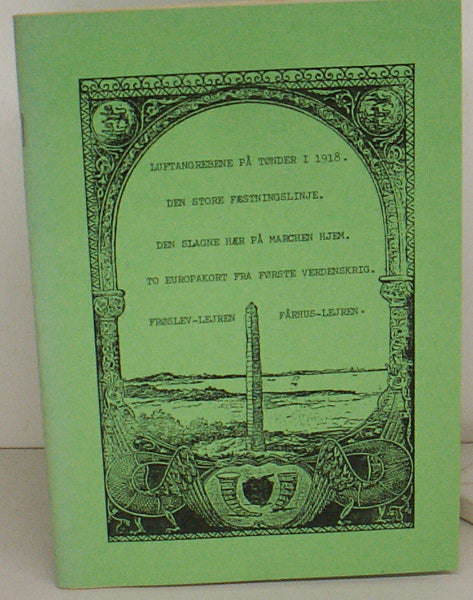 LUFTANGREBENE PÅ TØNDER I 1918.
DEN STORE FÆSTNINGSLINJE.
DEN SLAGNE HÆR PÅ MARCHEN HJEM.
TO EUROPAKORT FRA FØRSTE VERDENSKRIG.
FRØSLEV-LEJREN FÅRHUS-LEJREN.